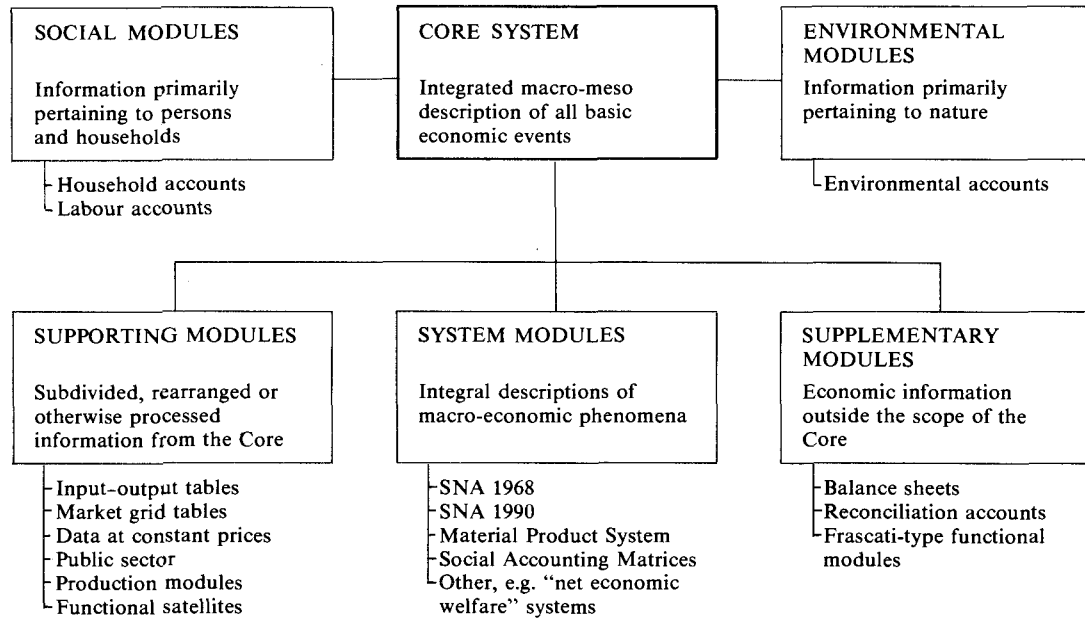 SOCIAL MODULES
Information primarily
pertaining to persons
and households
Household accounts
Labour accounts
CORE SYSTEM
Integrated macro-meso
description of all basic
economic events
ENVIRONMENTAL
MODULES
Information primarily
pertaining to nature
Environmental accounts
SUPPORTING MODULES
Subdivided, rearranged or
otherwise processed
information from the Core
Input-output tables
Market grid tables
Data at constant prices
Public sector
Production modules
Functional satellites
SYSTEM MODULES
Integral descriptions of
macro-economic phenomena
SNA 1968
SNA 1990
Material Product System
Social Accounting Matrices
Other, e.g. “net economic
welfare” systems
SUPPLEMENTARY
MODULES
Economic information
outside the scope of the
Core
Balance sheets
Reconciliation accounts
Frascati-type functional
modules